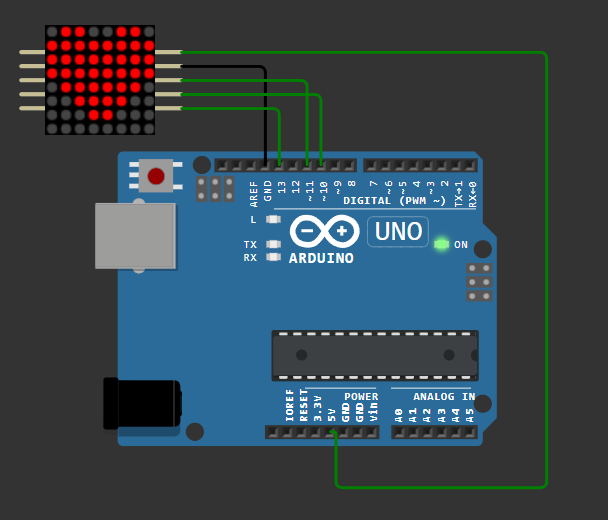 AREF
GND
13
12
~11
~10
~9
8
7
~6
~5
4
~3
2
TX→1
RX←0
DIGITAL (PWM ~)
L
TX
RX
UNO
ON
ARDUINO
IOREF
RESET
3.3V
5V
GND
GND
Vin
POWER
ANALOG IN
A0
A1
A2
A3
A4
A5